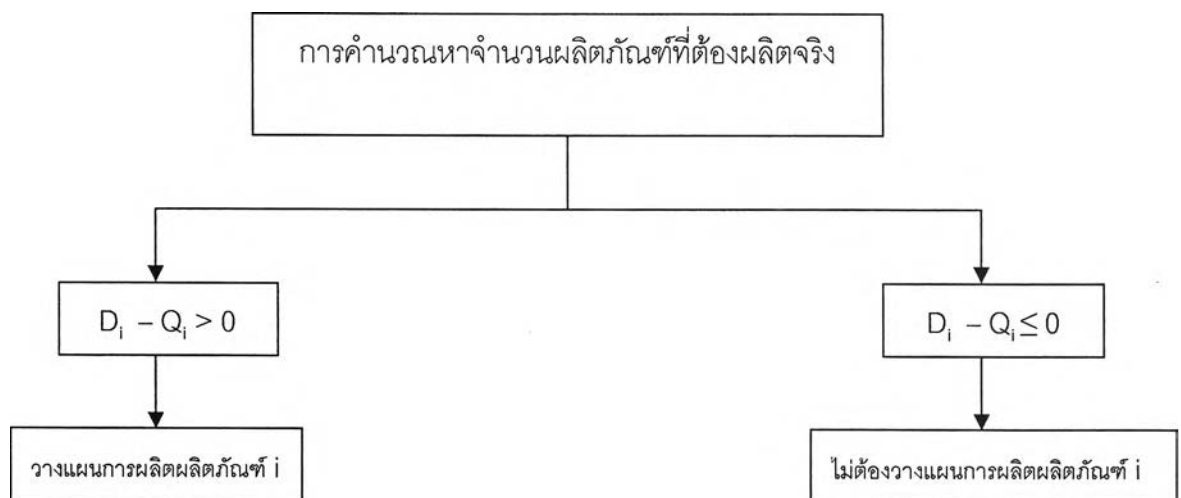 การคำนวณหาจำนวนผลิตภัณฑ์ที่ต้องผลิตจริง
D_i – Q_i > 0
D_i – Q_i ≤ 0
วางแผนการผลิตผลิตภัณฑ์ i
ไม่ต้องวางแผนการผลิตผลิตภัณฑ์ i